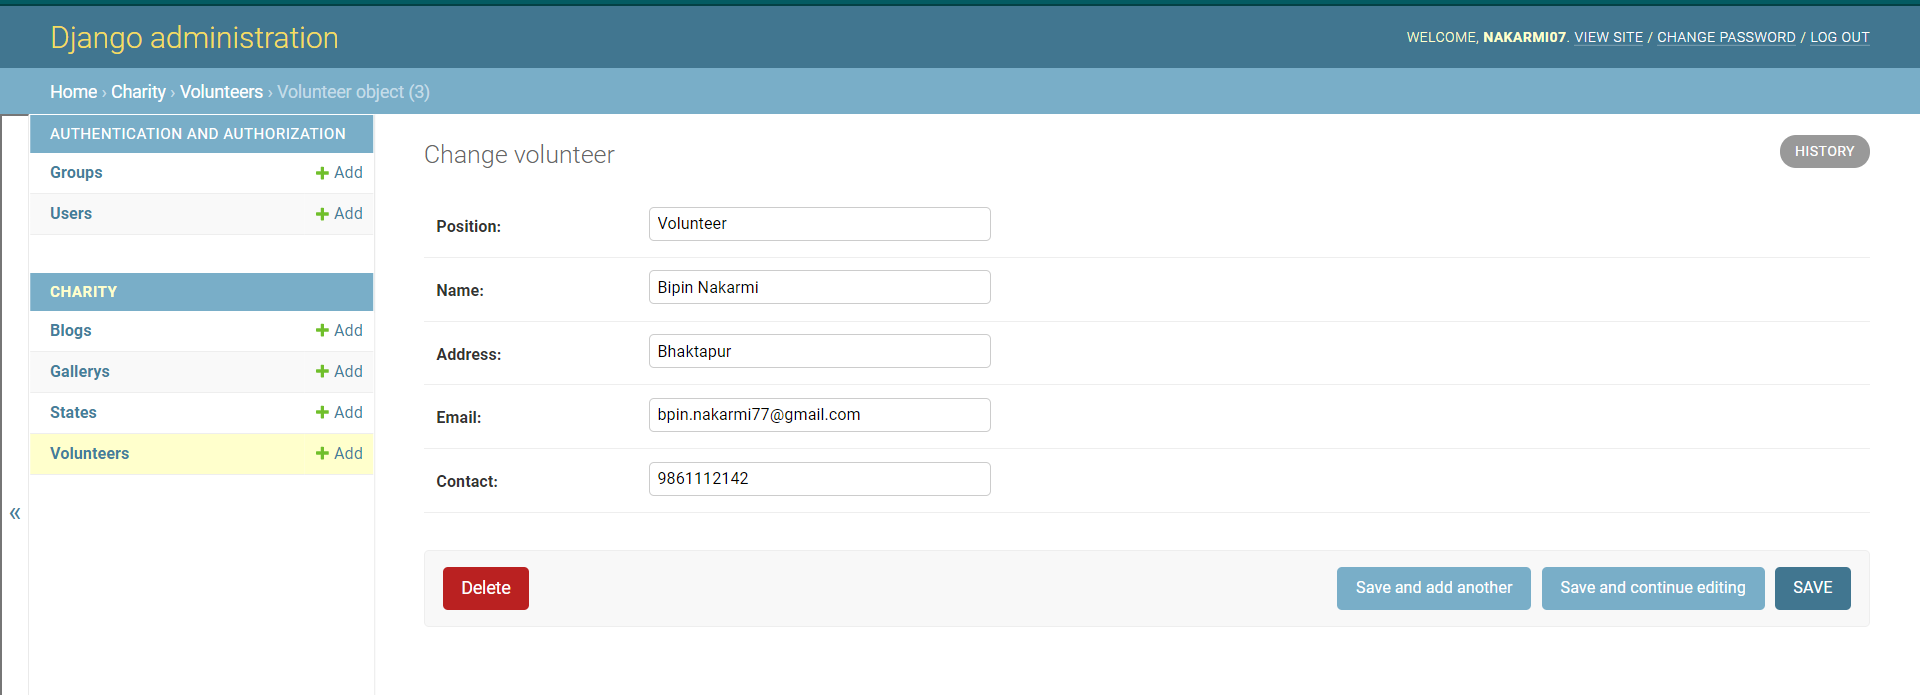 Django administration
WELCOME, NAKARMI07. VIEW SITE / CHANGE PASSWORD / LOG OUT
Home › Charity › Volunteers › Volunteer object (3)
AUTHENTICATION AND AUTHORIZATION
Groups Add
Users Add
CHARITY
Blogs Add
Gallerys Add
States Add
Volunteers Add
«
Change volunteer
HISTORY
Position: Volunteer
Name: Bipin Nakarmi
Address: Bhaktapur
Email: bpin.nakarmi77@gmail.com
Contact: 9861112142
Delete Save and add another Save and continue editing SAVE